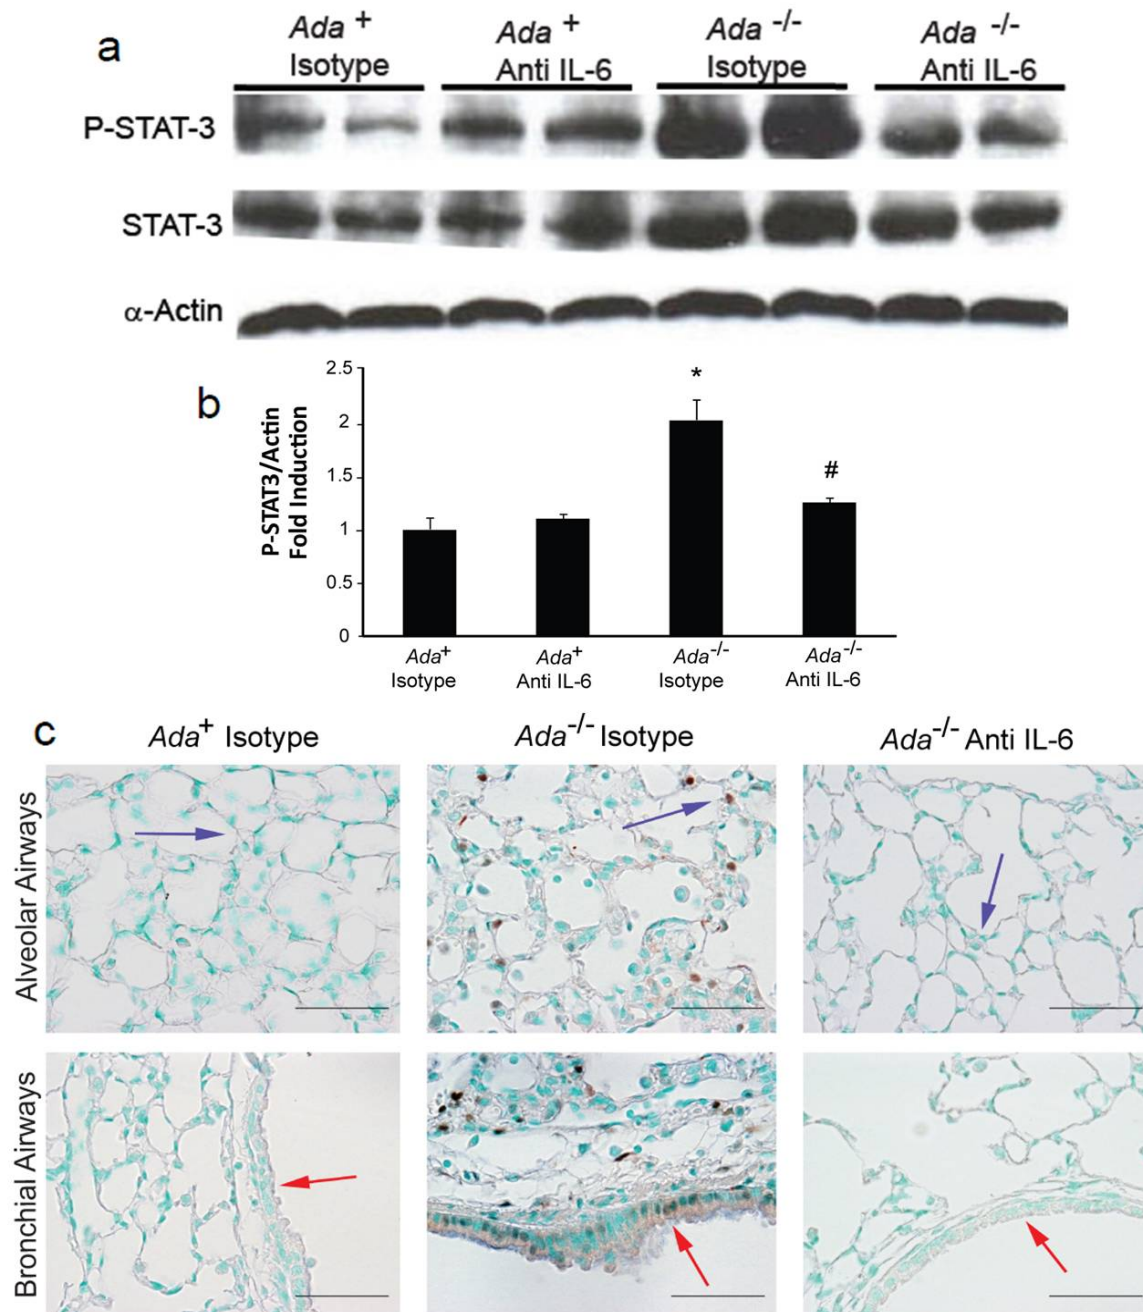 a
Ada + Ada + Ada -/- Ada -/-
Isotype Anti IL-6 Isotype Anti IL-6
P-STAT-3
STAT-3
α-Actin
b
P-STAT3/Actin
Fold Induction
2.5
2
1.5
1
0.5
0
*
#
Ada+ Ada+ Ada-/- Ada-/-
Isotype Anti IL-6 Isotype Anti IL-6
c
Ada+ Isotype Ada-/- Isotype Ada-/- Anti IL-6
Alveolar Airways
Bronchial Airways